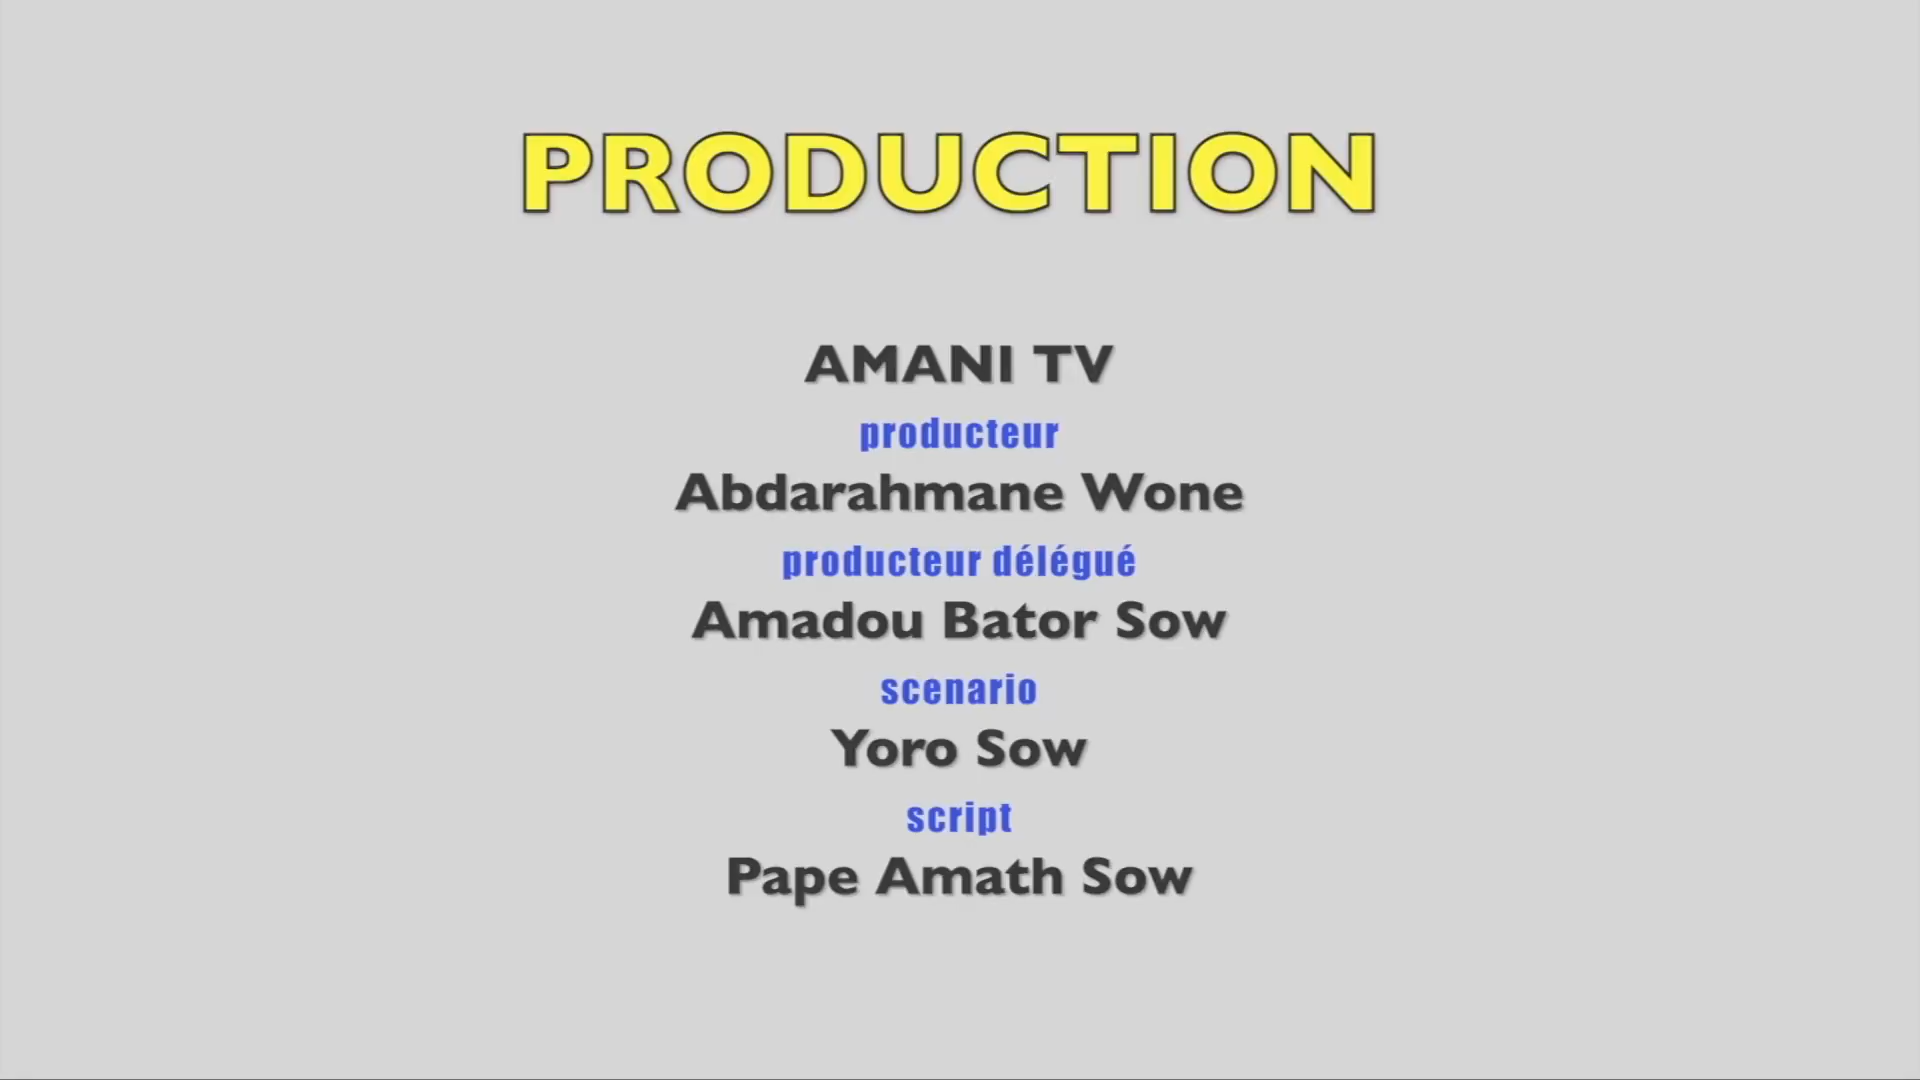 PRODUCTION
AMANI TV
producteur
Abdarahmane Wone
producteur délégué
Amadou Bator Sow
scenario
Yoro Sow
script
Pape Amath Sow